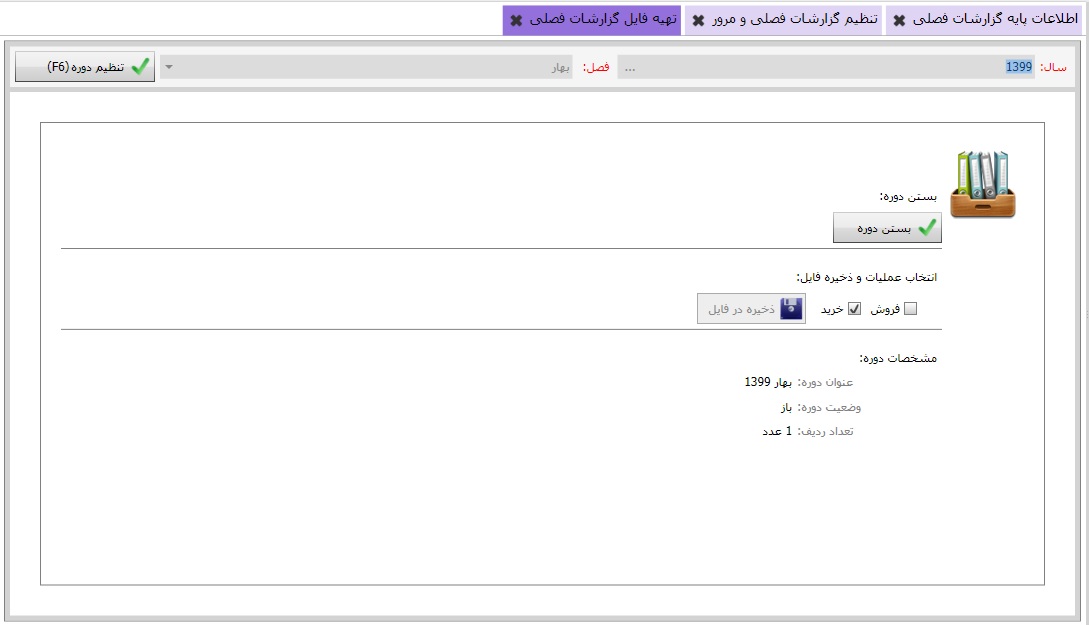 اطلاعات پایه گزارشات فصلی تنظیم گزارشات فصلی و مرور تهیه فایل گزارشات فصلی
سال: 1399 ... فصل: بهار تنظیم دوره (F6)
بستن دوره:
بستن دوره
انتخاب عملیات و ذخیره فایل:
فروش خرید ذخیره در فایل
مشخصات دوره:
عنوان دوره: بهار 1399
وضعیت دوره: باز
تعداد ردیف: 1 عدد